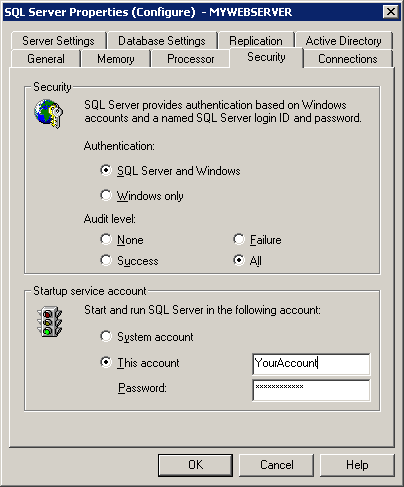 SQL Server Properties (Configure) - MYWEBSERVER
Server Settings Database Settings Replication Active Directory
General Memory Processor Security Connections
Security
SQL Server provides authentication based on Windows
accounts and a named SQL Server login ID and password.
Authentication:
SQL Server and Windows
Windows only
Audit level:
None Failure
Success All
Startup service account
Start and run SQL Server in the following account:
System account
This account YourAccount
Password: xxxxxxxxxxxx
OK Cancel Help